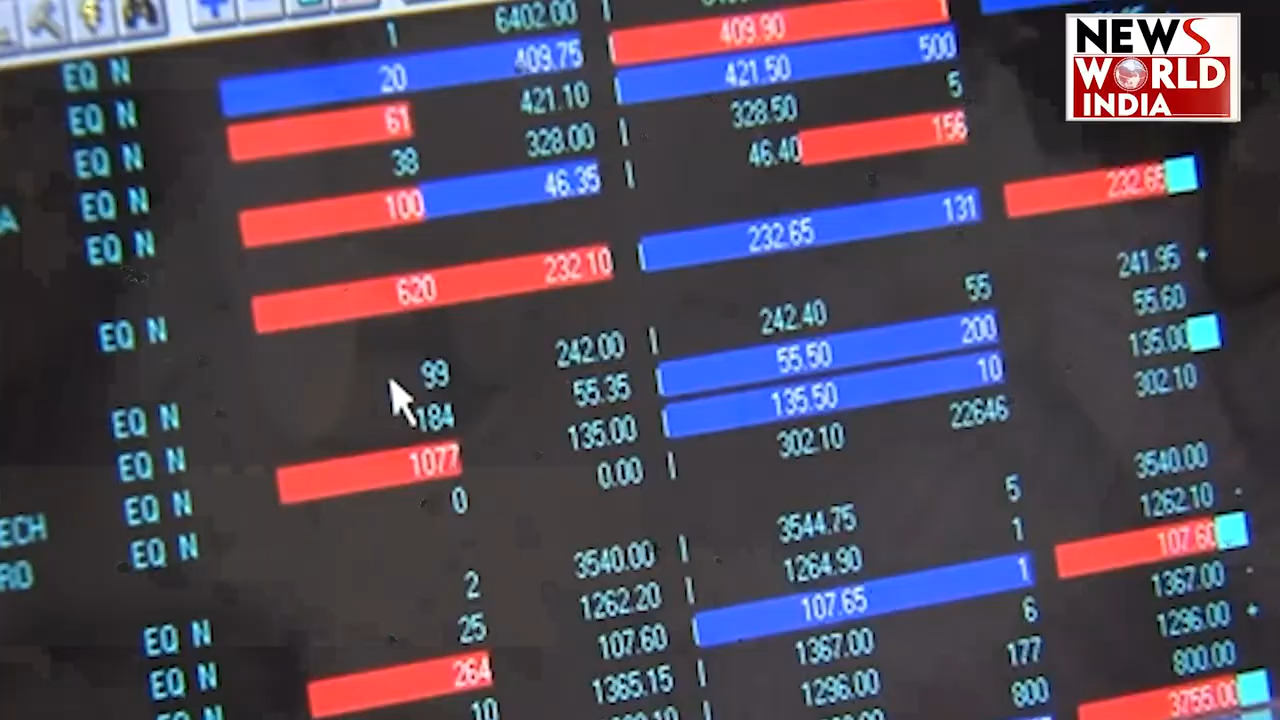 1 6402.00
EQ N 20 409.75 409.90
EQ N 61 421.10 421.50 500
EQ N 38 328.00 328.50 5
EQ N 100 46.35 46.40 156
EQ N 620 232.10 232.65 131 232.65
EQ N 99 242.00 242.40 55 241.95 +
EQ N 184 55.35 55.50 200 55.60
EQ N 1077 135.00 135.50 10 135.00
EQ N 0 0.00 302.10 22646 302.10
2 3540.00 3544.75 5 3540.00
EQ N 25 1262.20 1264.90 1 1262.10 -
EQ N 264 107.60 107.65 1 107.60
10 1365.15 1367.00 6 1367.00 -
1296.00 177 1296.00 +
800 800.00
3755.00
ECH
NEWS
WORLD
INDIA